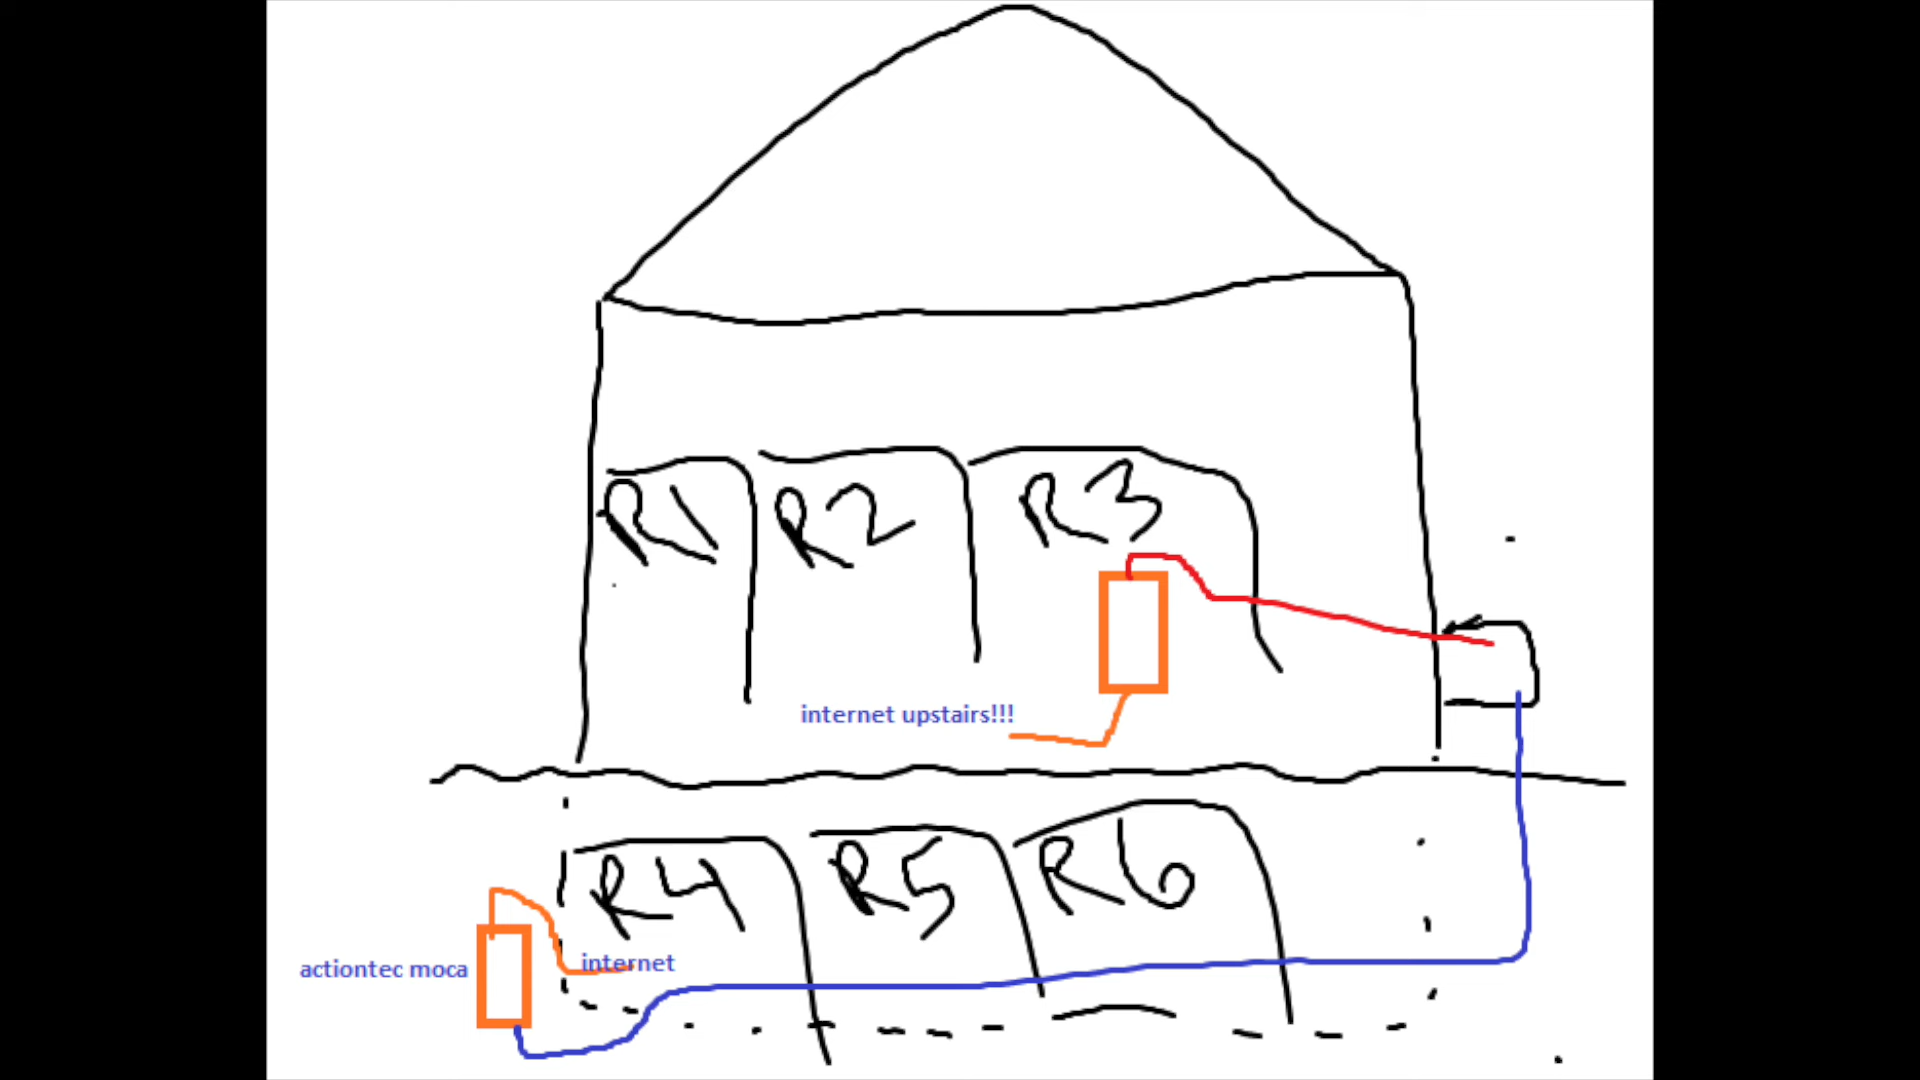 R1 R2 R3
internet upstairs!!!
R4 R5 R6
internet
actiontec moca